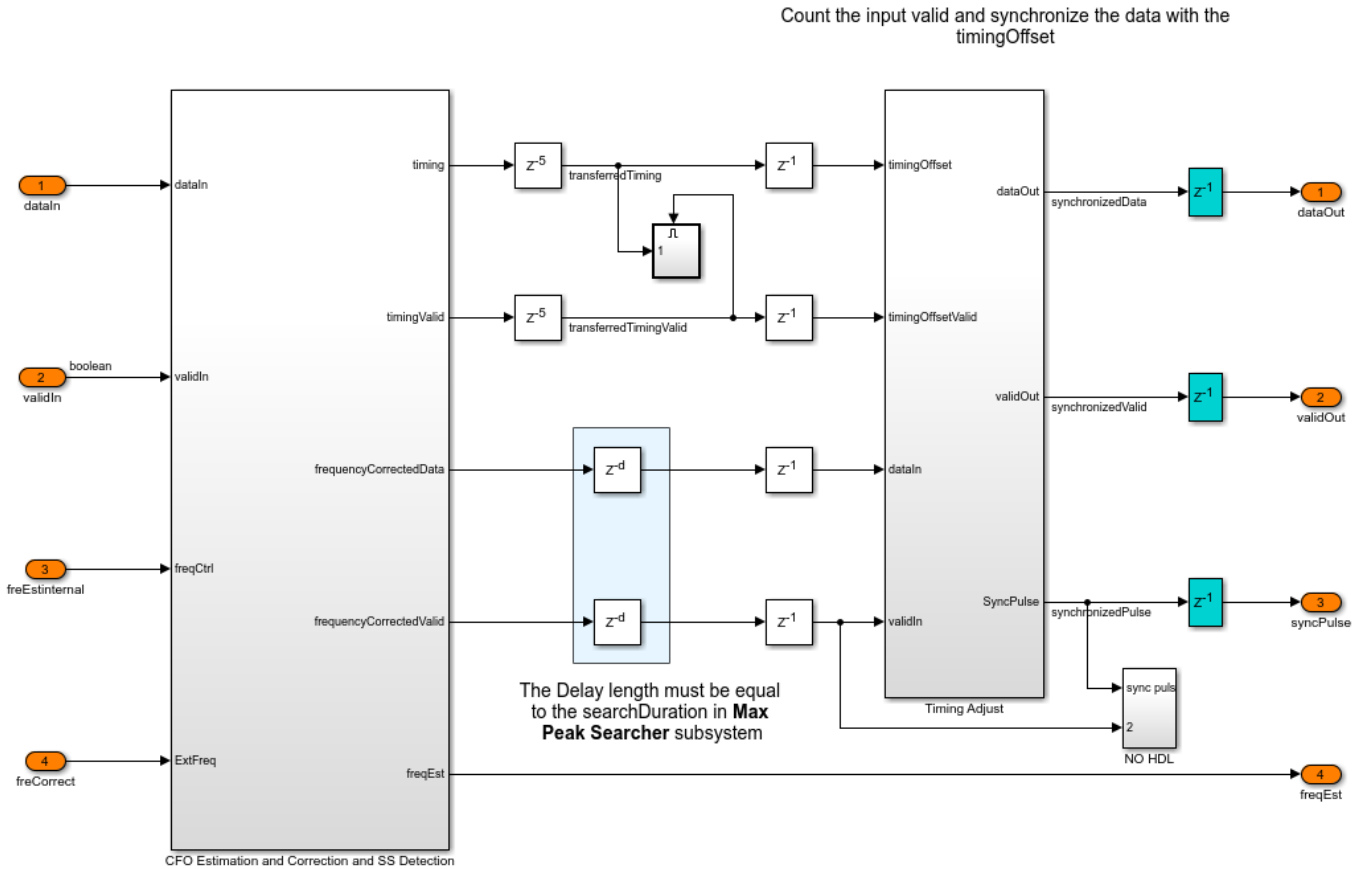 Count the input valid and synchronize the data with the
timingOffset
1
dataIn
dataIn
timing
z-5
transferredTiming
z-1
timingOffset
dataOut
synchronizedData
z-1
1
dataOut
1
2
validIn
boolean
validIn
timingValid
z-5
transferredTimingValid
z-1
timingOffsetValid
validOut
synchronizedValid
z-1
2
validOut
frequencyCorrectedData
z-d
z-1
dataIn
3
freEstinternal
freqCtrl
frequencyCorrectedValid
z-d
z-1
validIn
SyncPulse
synchronizedPulse
z-1
3
syncPulse
The Delay length must be equal
to the searchDuration in Max
Peak Searcher subsystem
Timing Adjust
sync puls
2
NO HDL
4
freCorrect
ExtFreq
freqEst
4
freqEst
CFO Estimation and Correction and SS Detection